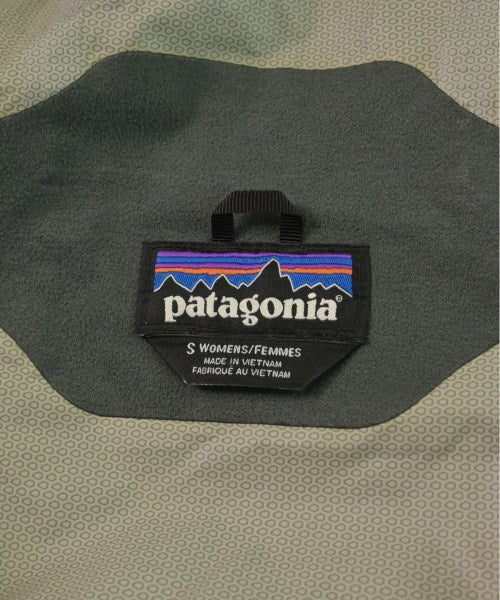 patagonia®
S WOMENS/FEMMES
MADE IN VIETNAM
FABRIQUÉ AU VIETNAM